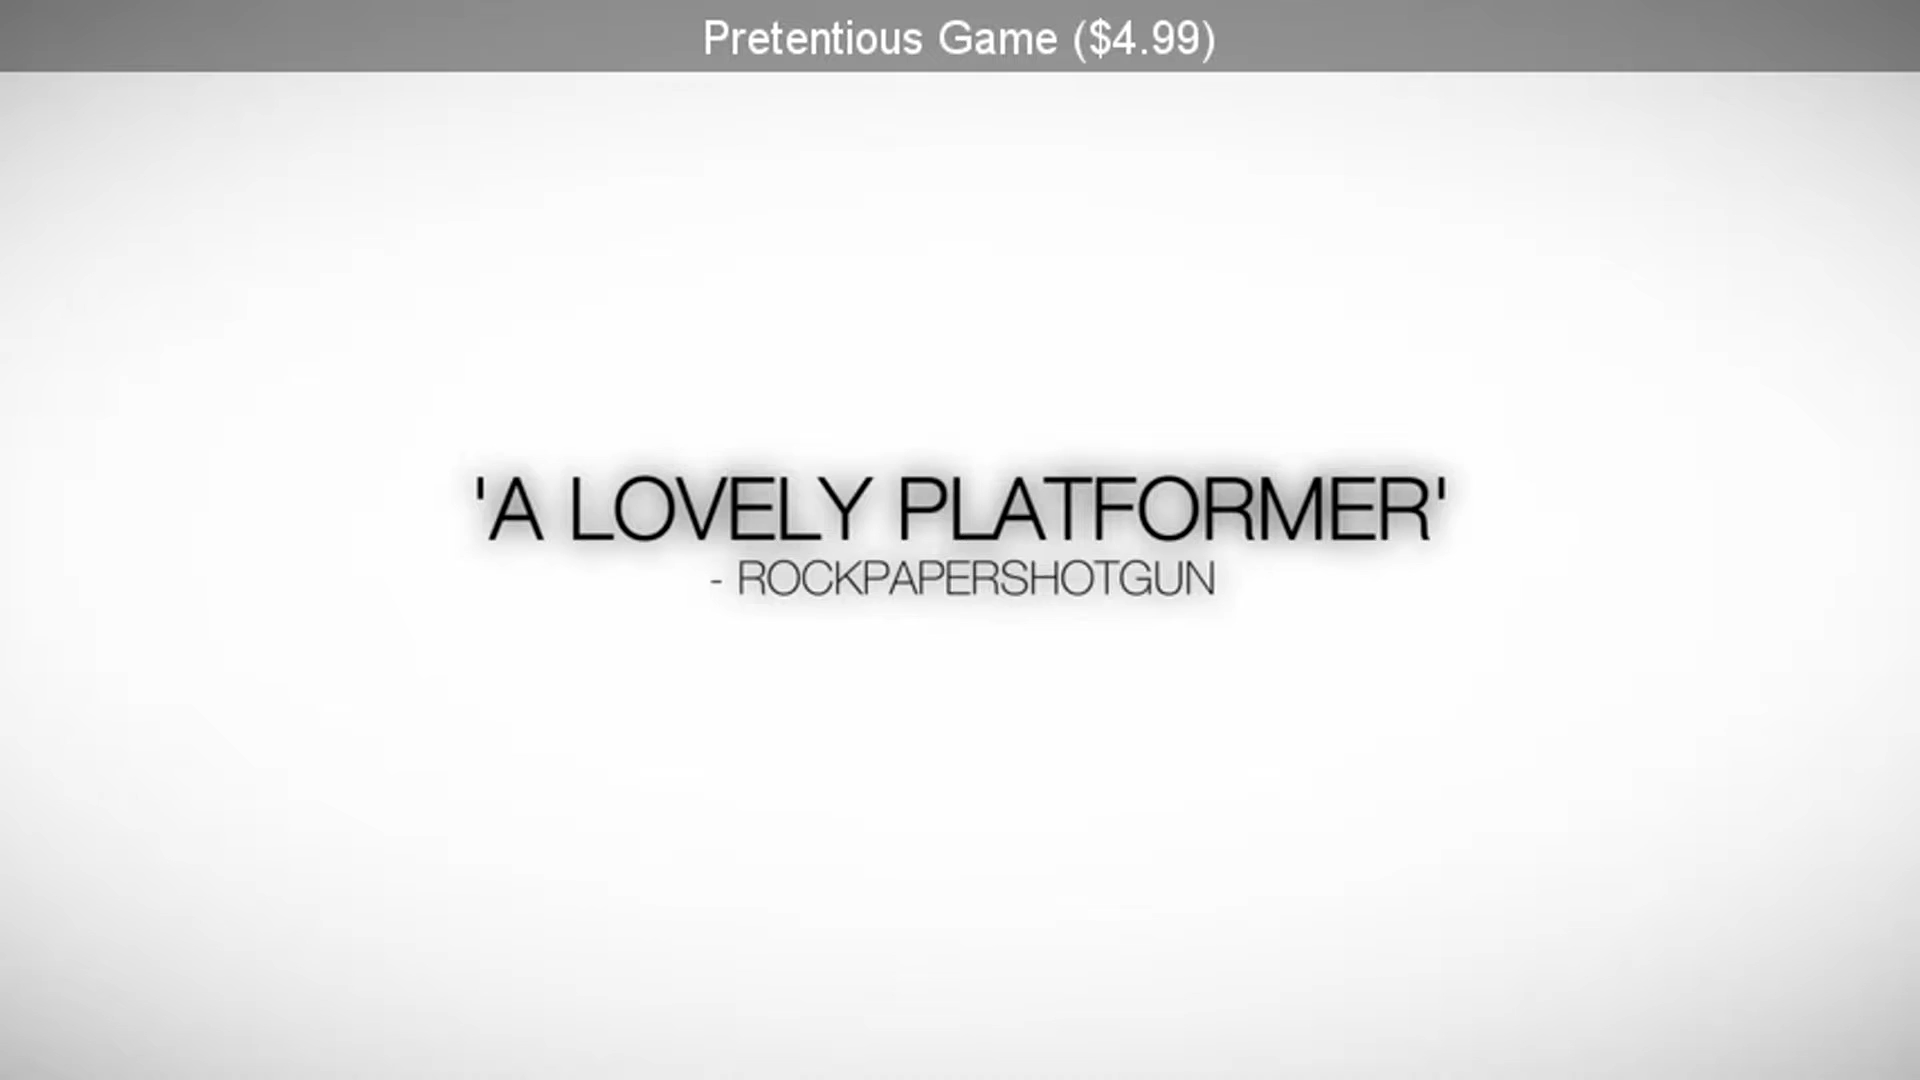 Pretentious Game ($4.99)
'A LOVELY PLATFORMER'
- ROCKPAPERSHOTGUN